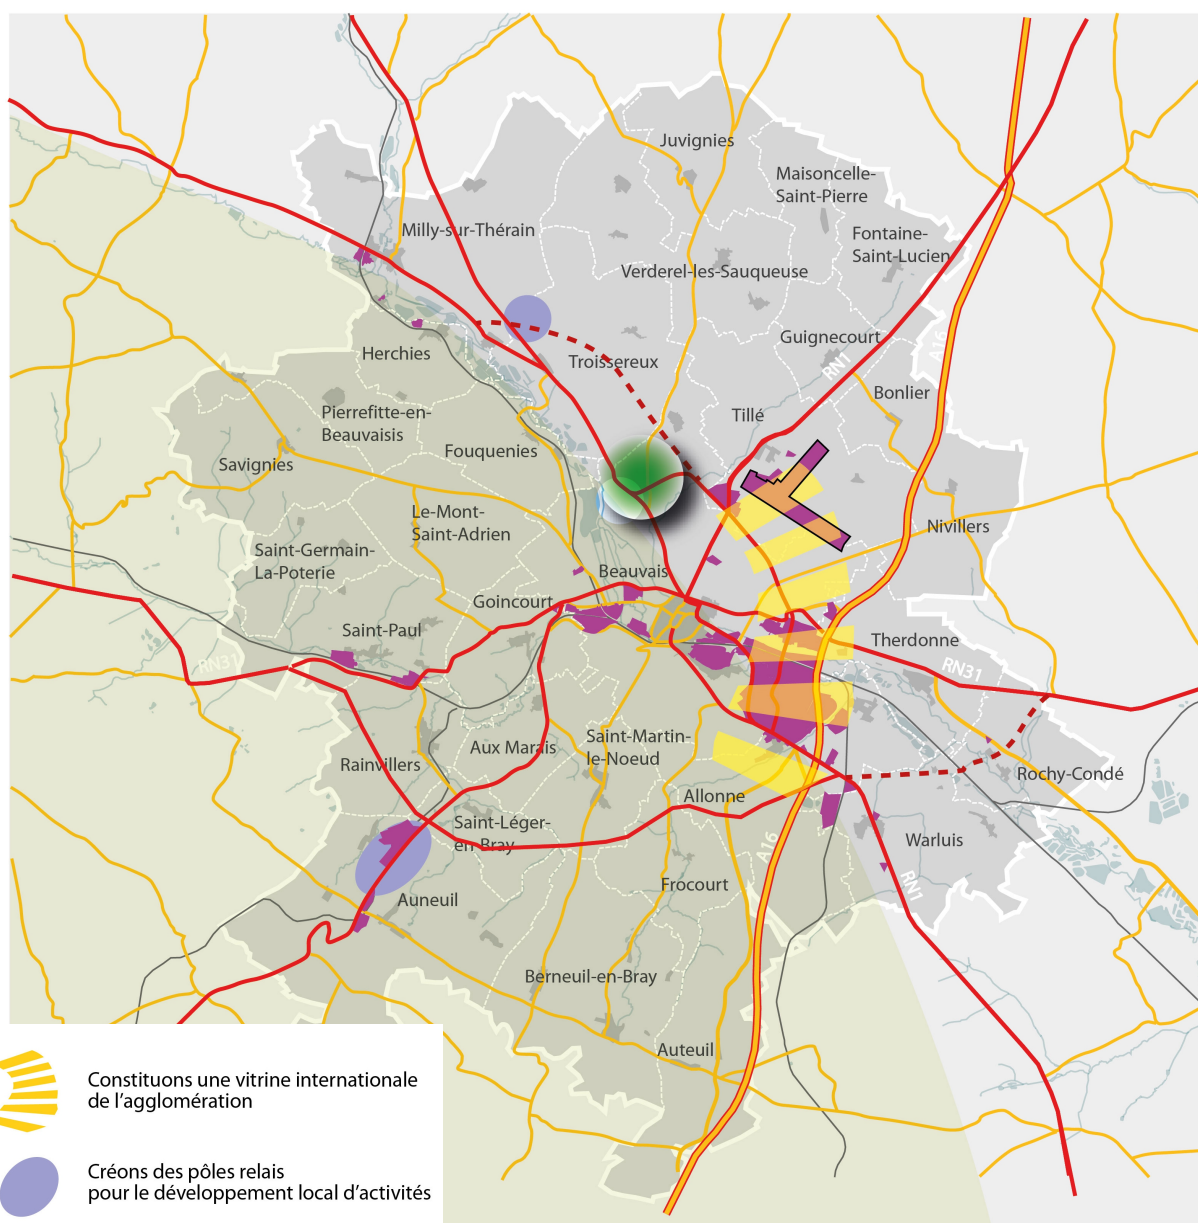 Juvignies
Maisoncelle-
Saint-Pierre
Milly-sur-Thérain
Fontaine-
Saint-Lucien
Verderel-les-Sauqueuse
Guignecourt
A16
Herchies
Troissereux
RN1
Bonlier
Pierrefitte-en-
Beauvaisis
Tillé
Savignies
Fouquenies
Le-Mont-
Saint-Adrien
Nivillers
Saint-Germain-
La-Poterie
Beauvais
Goincourt
Saint-Paul
Therdonne
RN31
RN31
Aux Marais
Saint-Martin-
le-Noeud
Rainvillers
Rochy-Condé
Allonne
Saint-Léger-
en-Bray
A16
Warluis
Frocourt
RN1
Auneuil
Berneuil-en-Bray
Auteuil
Constituons une vitrine internationale
de l'agglomération
Créons des pôles relais
pour le développement local d'activités